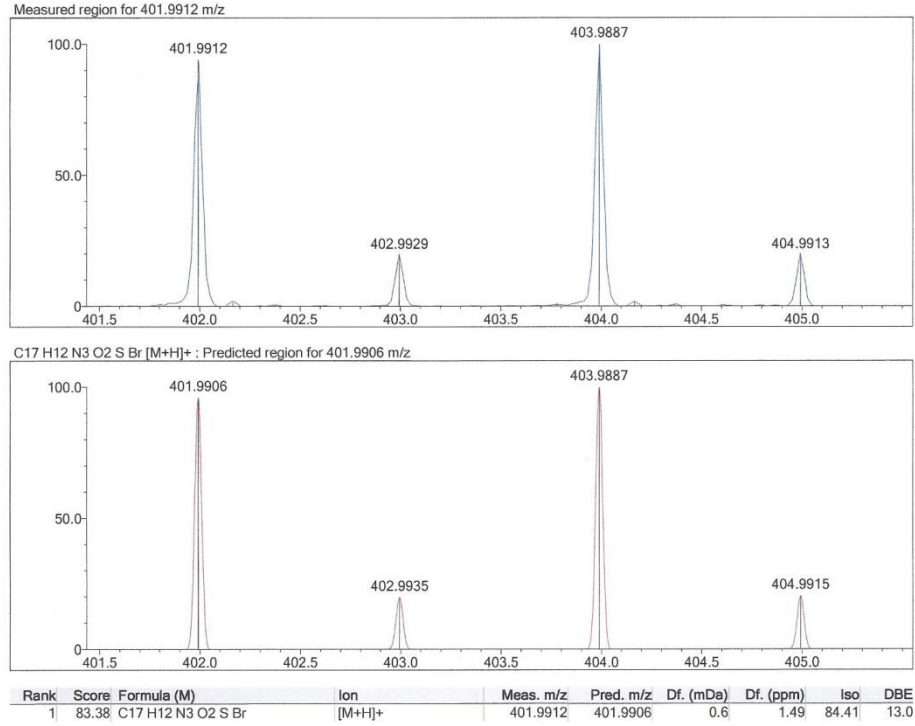 Measured region for 401.9912 m/z
403.9887
100.0
401.9912
50.0
402.9929
404.9913
0
401.5 402.0 402.5 403.0 403.5 404.0 404.5 405.0
C17 H12 N3 O2 S Br [M+H]+ : Predicted region for 401.9906 m/z
403.9887
100.0
401.9906
50.0
402.9935
404.9915
0
401.5 402.0 402.5 403.0 403.5 404.0 404.5 405.0
Rank Score Formula (M) Ion Meas. m/z Pred. m/z Df. (mDa) Df. (ppm) Iso DBE
1 83.38 C17 H12 N3 O2 S Br [M+H]+ 401.9912 401.9906 0.6 1.49 84.41 13.0